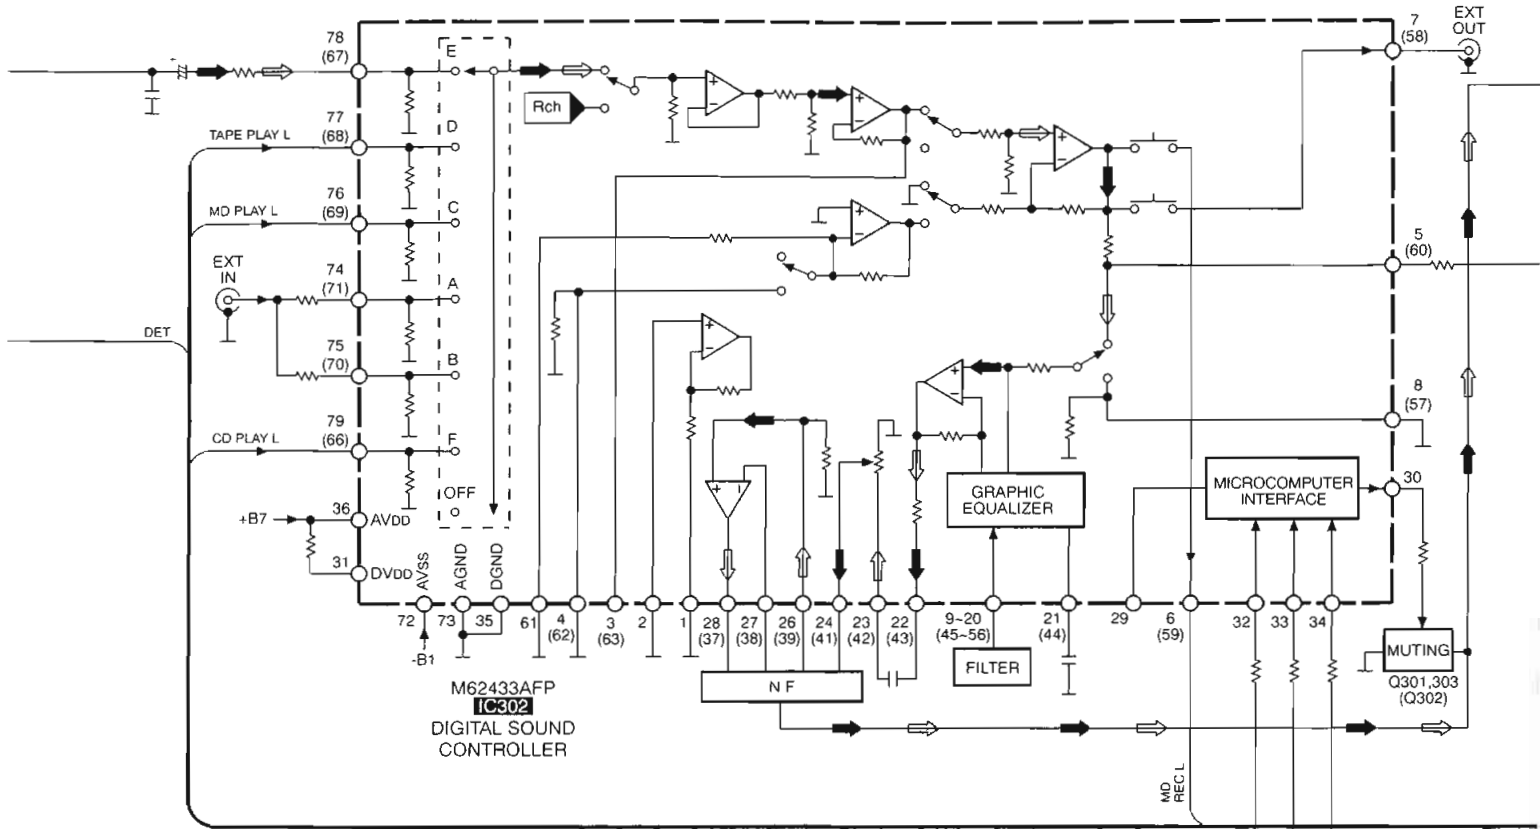 78
(67)
E
7
(58)
EXT
OUT
Rch
+
−
+
−
TAPE PLAY L
77
(68)
D
+
−
MD PLAY L
76
(69)
C
+
−
5
(60)
EXT
IN
74
(71)
A
DET
75
(70)
B
+
−
+
−
8
(57)
CD PLAY L
79
(66)
F
OFF
+B7
36
AVDD
31
DVDD
AVSS
AGND
DGND
+
−
GRAPHIC
EQUALIZER
MICROCOMPUTER
INTERFACE
30
72
73
35
61
4
(62)
3
(63)
2
1
28
(37)
27
(38)
26
(39)
24
(41)
23
(42)
22
(43)
9~20
(45~56)
21
(44)
29
6
(59)
32
33
34
-B1
NF
FILTER
MUTING
Q301,303
(Q302)
M62433AFP
IC302
DIGITAL SOUND
CONTROLLER
MD
REC L